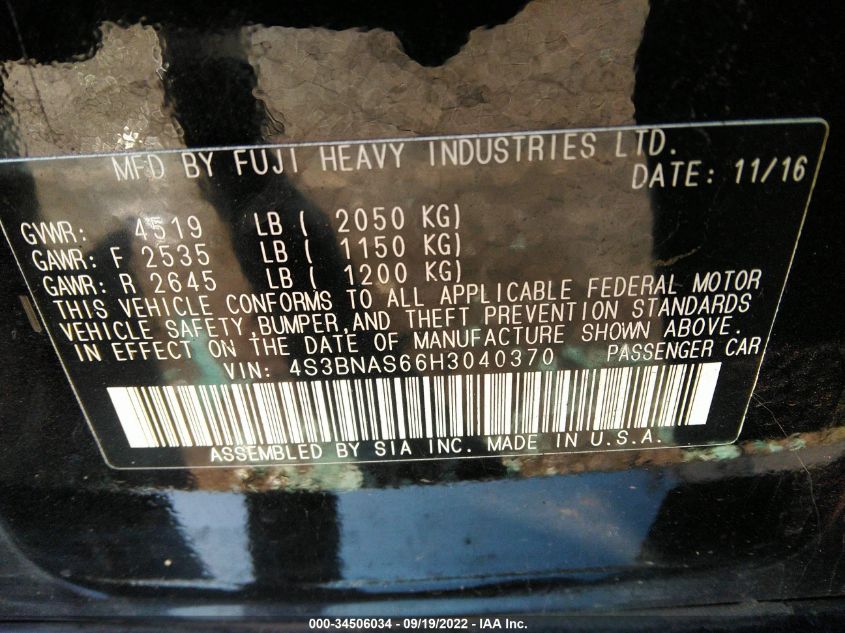 MFD BY FUJI HEAVY INDUSTRIES LTD.
DATE: 11/16
GVWR: 4519 LB ( 2050 KG)
GAWR: F 2535 LB ( 1150 KG)
GAWR: R 2645 LB ( 1200 KG)
THIS VEHICLE CONFORMS TO ALL APPLICABLE FEDERAL MOTOR
VEHICLE SAFETY,BUMPER,AND THEFT PREVENTION STANDARDS
IN EFFECT ON THE DATE OF MANUFACTURE SHOWN ABOVE.
VIN: 4S3BNAS66H3040370 PASSENGER CAR
ASSEMBLED BY SIA INC. MADE IN U.S.A.
000-34506034 - 09/19/2022 - IAA Inc.